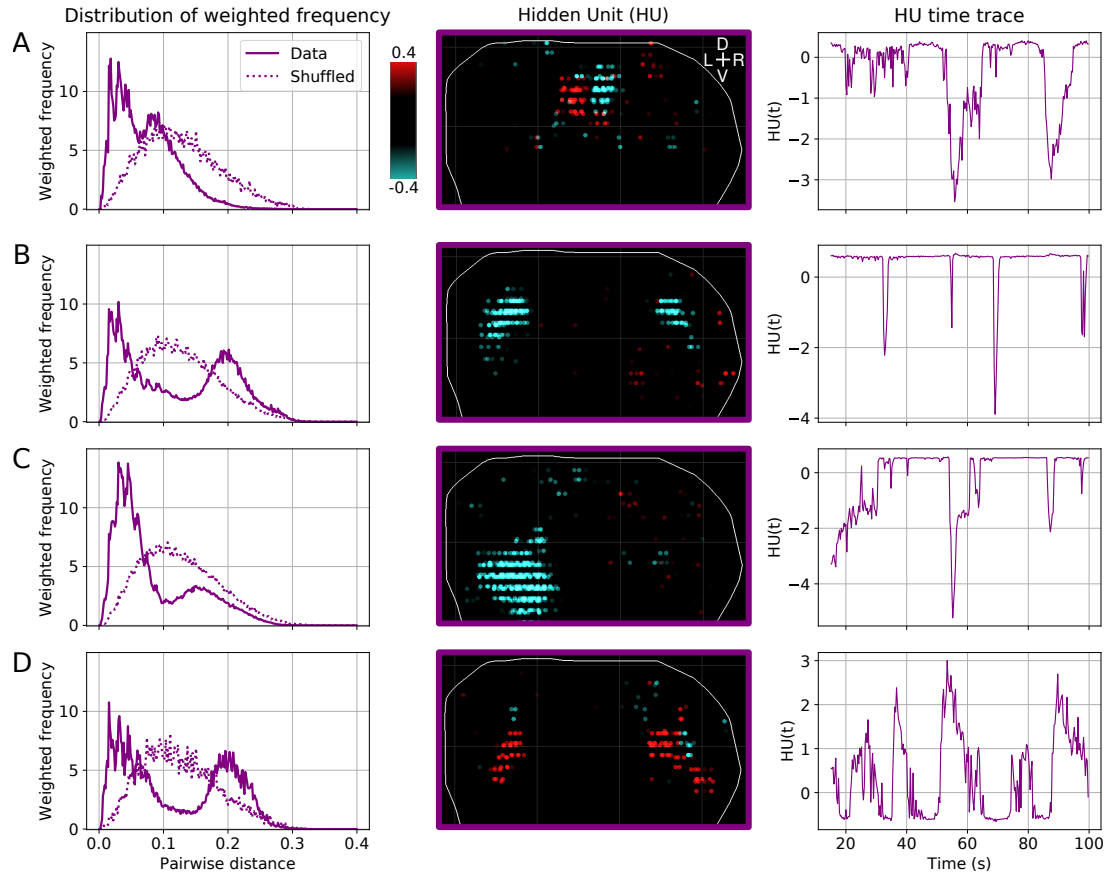 Distribution of weighted frequency
Hidden Unit (HU)
HU time trace
A
Weighted frequency
10
5
0
Data
Shuffled
0.4
-0.4
D
L R
V
HU(t)
0
−1
−2
−3
B
Weighted frequency
10
5
0
HU(t)
0
−2
−4
C
Weighted frequency
10
5
0
HU(t)
0
−2
−4
D
Weighted frequency
10
5
0
0.0 0.1 0.2 0.3 0.4
Pairwise distance
HU(t)
3
2
1
0
20 40 60 80 100
Time (s)